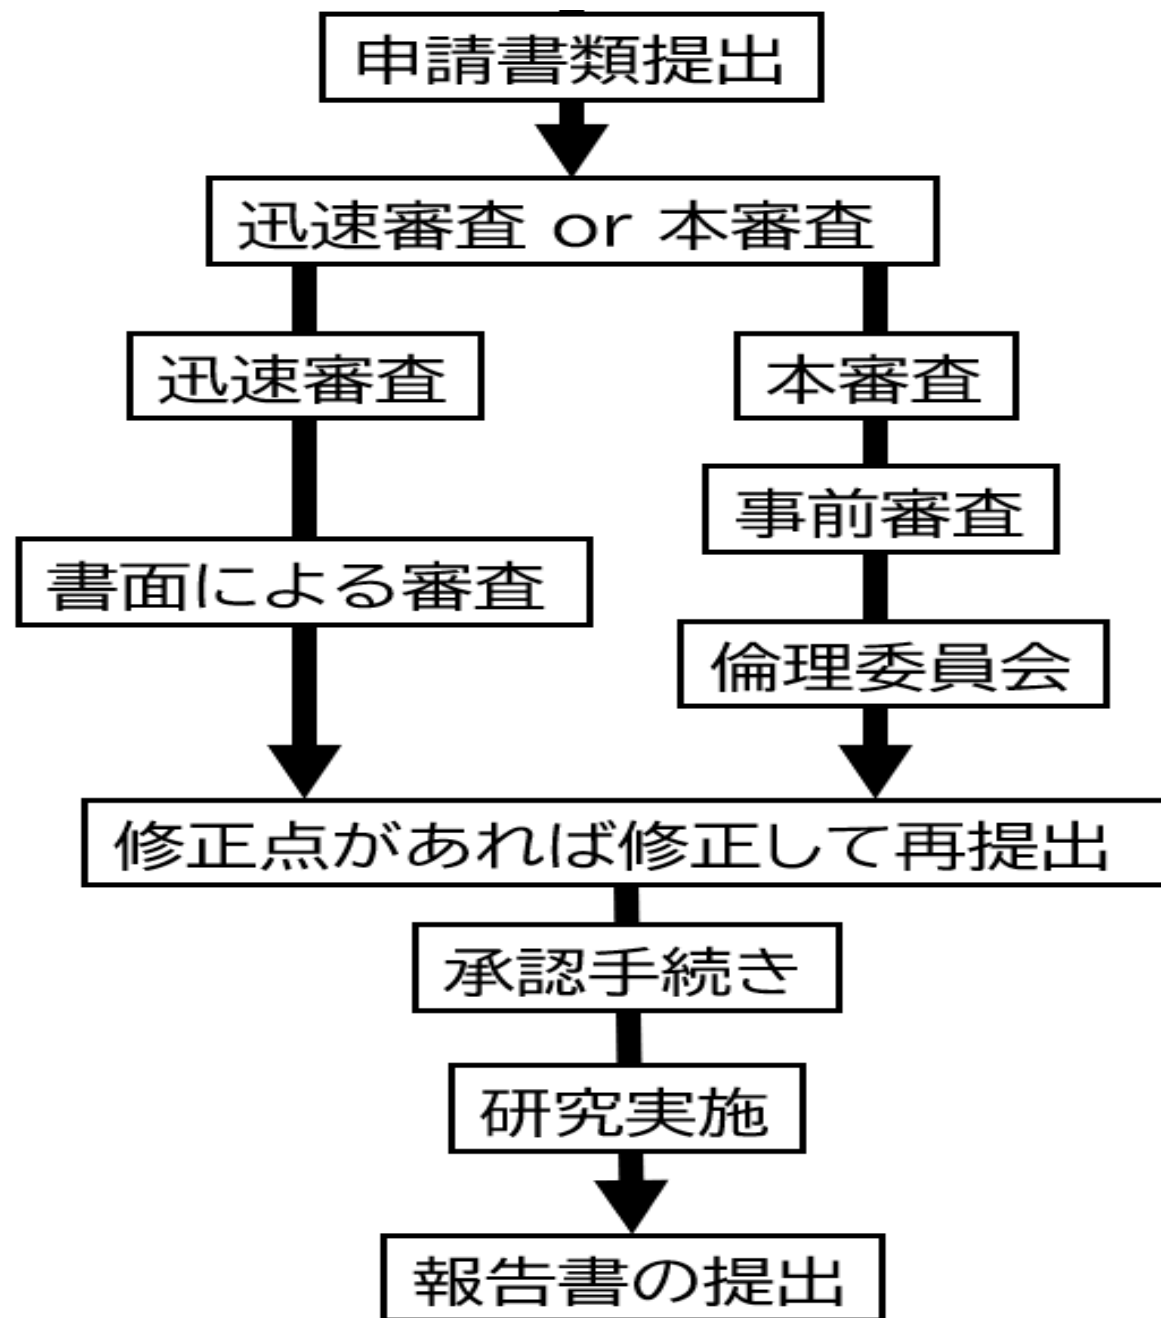 申請書類提出
迅速審査 or 本審査
迅速審査
本審査
事前審査
書面による審査
倫理委員会
修正点があれば修正して再提出
承認手続き
研究実施
報告書の提出